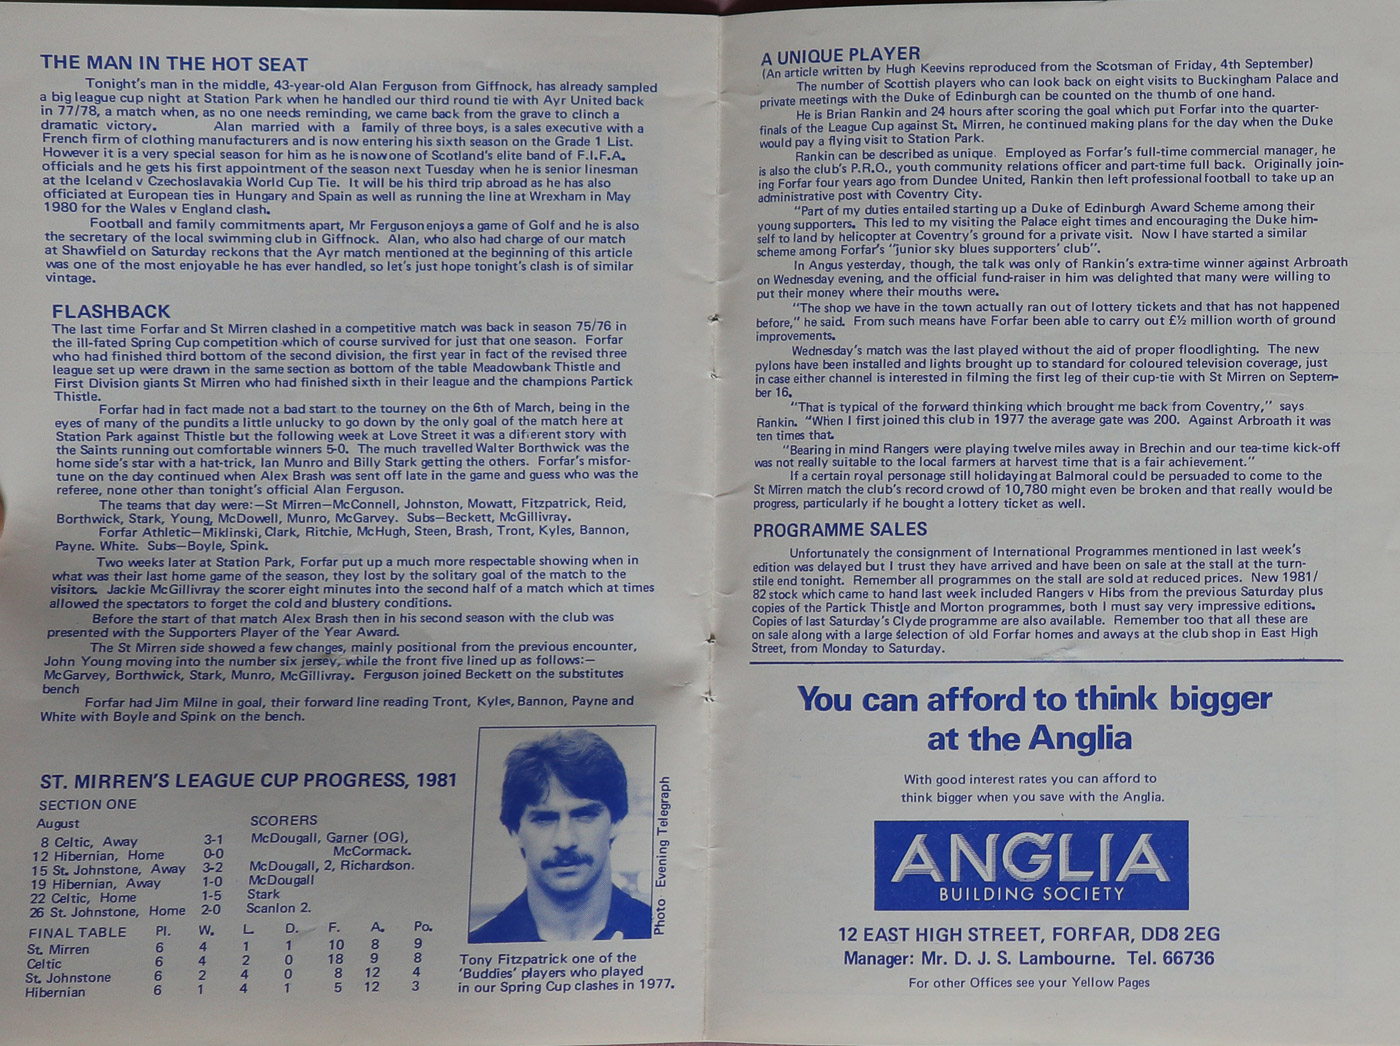 THE MAN IN THE HOT SEAT
Tonight's man in the middle, 43-year-old Alan Ferguson from Giffnock, has already sampled
a big league cup night at Station Park when he handled our third round tie with Ayr United back
in 77/78, a match when, as no one needs reminding, we came back from the grave to clinch a
dramatic victory. Alan married with a family of three boys, is a sales executive with a
French firm of clothing manufacturers and is now entering his sixth season on the Grade 1 List.
However it is a very special season for him as he is now one of Scotland's elite band of F.I.F.A.
officials and he gets his first appointment of the season next Tuesday when he is senior linesman
at the Iceland v Czechoslavakia World Cup Tie. It will be his third trip abroad as he has also
officiated at European ties in Hungary and Spain as well as running the line at Wrexham in May
1980 for the Wales v England clash.
Football and family commitments apart, Mr Ferguson enjoys a game of Golf and he is also
the secretary of the local swimming club in Giffnock. Alan, who also had charge of our match
at Shawfield on Saturday reckons that the Ayr match mentioned at the beginning of this article
was one of the most enjoyable he has ever handled, so let's just hope tonight's clash is of similar
vintage.
FLASHBACK
The last time Forfar and St Mirren clashed in a competitive match was back in season 75/76 in
the ill-fated Spring Cup competition which of course survived for just that one season. Forfar
who had finished third bottom of the second division, the first year in fact of the revised three
league set up were drawn in the same section as bottom of the table Meadowbank Thistle and
First Division giants St Mirren who had finished sixth in their league and the champions Partick
Thistle.
Forfar had in fact made not a bad start to the tourney on the 6th of March, being in the
eyes of many of the pundits a little unlucky to go down by the only goal of the match here at
Station Park against Thistle but the following week at Love Street it was a different story with
the Saints running out comfortable winners 5-0. The much travelled Walter Borthwick was the
home side's star with a hat-trick, Ian Munro and Billy Stark getting the others. Forfar's misfor-
tune on the day continued when Alex Brash was sent off late in the game and guess who was the
referee, none other than tonight's official Alan Ferguson.
The teams that day were:—St Mirren—McConnell, Johnston, Mowatt, Fitzpatrick, Reid,
Borthwick, Stark, Young, McDowell, Munro, McGarvey. Subs—Beckett, McGillivray.
Forfar Athletic—Miklinski, Clark, Ritchie, McHugh, Steen, Brash, Tront, Kyles, Bannon,
Payne. White. Subs—Boyle, Spink.
Two weeks later at Station Park, Forfar put up a much more respectable showing when in
what was their last home game of the season, they lost by the solitary goal of the match to the
visitors. Jackie McGillivray the scorer eight minutes into the second half of a match which at times
allowed the spectators to forget the cold and blustery conditions.
Before the start of that match Alex Brash then in his second season with the club was
presented with the Supporters Player of the Year Award.
The St Mirren side showed a few changes, mainly positional from the previous encounter,
John Young moving into the number six jersey, while the front five lined up as follows:—
McGarvey, Borthwick, Stark, Munro, McGillivray. Ferguson joined Beckett on the substitutes
bench
Forfar had Jim Milne in goal, their forward line reading Tront, Kyles, Bannon, Payne and
White with Boyle and Spink on the bench.
ST. MIRREN'S LEAGUE CUP PROGRESS, 1981
SECTION ONE
August SCORERS
8 Celtic, Away 3-1 McDougall, Garner (OG),
McCormack.
12 Hibernian, Home 0-0
15 St. Johnstone, Away 3-2 McDougall, 2, Richardson.
19 Hibernian, Away 1-0 McDougall
22 Celtic, Home 1-5 Stark
26 St. Johnstone, Home 2-0 Scanlon 2.
FINAL TABLE Pl. W. L. D. F. A. Po.
St. Mirren 6 4 1 1 10 8 9
Celtic 6 4 2 0 18 9 8
St. Johnstone 6 2 4 0 8 12 4
Hibernian 6 1 4 1 5 12 3
Photo - Evening Telegraph
Tony Fitzpatrick one of the
'Buddies' players who played
in our Spring Cup clashes in 1977.
A UNIQUE PLAYER
(An article written by Hugh Keevins reproduced from the Scotsman of Friday, 4th September)
The number of Scottish players who can look back on eight visits to Buckingham Palace and
private meetings with the Duke of Edinburgh can be counted on the thumb of one hand.
He is Brian Rankin and 24 hours after scoring the goal which put Forfar into the quarter-
finals of the League Cup against St. Mirren, he continued making plans for the day when the Duke
would pay a flying visit to Station Park.
Rankin can be described as unique. Employed as Forfar's full-time commercial manager, he
is also the club's P.R.O., youth community relations officer and part-time full back. Originally join-
ing Forfar four years ago from Dundee United, Rankin then left professional football to take up an
administrative post with Coventry City.
"Part of my duties entailed starting up a Duke of Edinburgh Award Scheme among their
young supporters. This led to my visiting the Palace eight times and encouraging the Duke him-
self to land by helicopter at Coventry's ground for a private visit. Now I have started a similar
scheme among Forfar's "junior sky blues supporters' club".
In Angus yesterday, though, the talk was only of Rankin's extra-time winner against Arbroath
on Wednesday evening, and the official fund-raiser in him was delighted that many were willing to
put their money where their mouths were.
"The shop we have in the town actually ran out of lottery tickets and that has not happened
before," he said. From such means have Forfar been able to carry out £½ million worth of ground
improvements.
Wednesday's match was the last played without the aid of proper floodlighting. The new
pylons have been installed and lights brought up to standard for coloured television coverage, just
in case either channel is interested in filming the first leg of their cup-tie with St Mirren on Septem-
ber 16.
"That is typical of the forward thinking which brought me back from Coventry," says
Rankin. "When I first joined this club in 1977 the average gate was 200. Against Arbroath it was
ten times that.
"Bearing in mind Rangers were playing twelve miles away in Brechin and our tea-time kick-off
was not really suitable to the local farmers at harvest time that is a fair achievement."
If a certain royal personage still holidaying at Balmoral could be persuaded to come to the
St Mirren match the club's record crowd of 10,780 might even be broken and that really would be
progress, particularly if he bought a lottery ticket as well.
PROGRAMME SALES
Unfortunately the consignment of International Programmes mentioned in last week's
edition was delayed but I trust they have arrived and have been on sale at the stall at the turn-
stile end tonight. Remember all programmes on the stall are sold at reduced prices. New 1981/
82 stock which came to hand last week included Rangers v Hibs from the previous Saturday plus
copies of the Partick Thistle and Morton programmes, both I must say very impressive editions.
Copies of last Saturday's Clyde programme are also available. Remember too that all these are
on sale along with a large selection of old Forfar homes and aways at the club shop in East High
Street, from Monday to Saturday.
You can afford to think bigger
at the Anglia
With good interest rates you can afford to
think bigger when you save with the Anglia.
ANGLIA
BUILDING SOCIETY
12 EAST HIGH STREET, FORFAR, DD8 2EG
Manager: Mr. D. J. S. Lambourne. Tel. 66736
For other Offices see your Yellow Pages